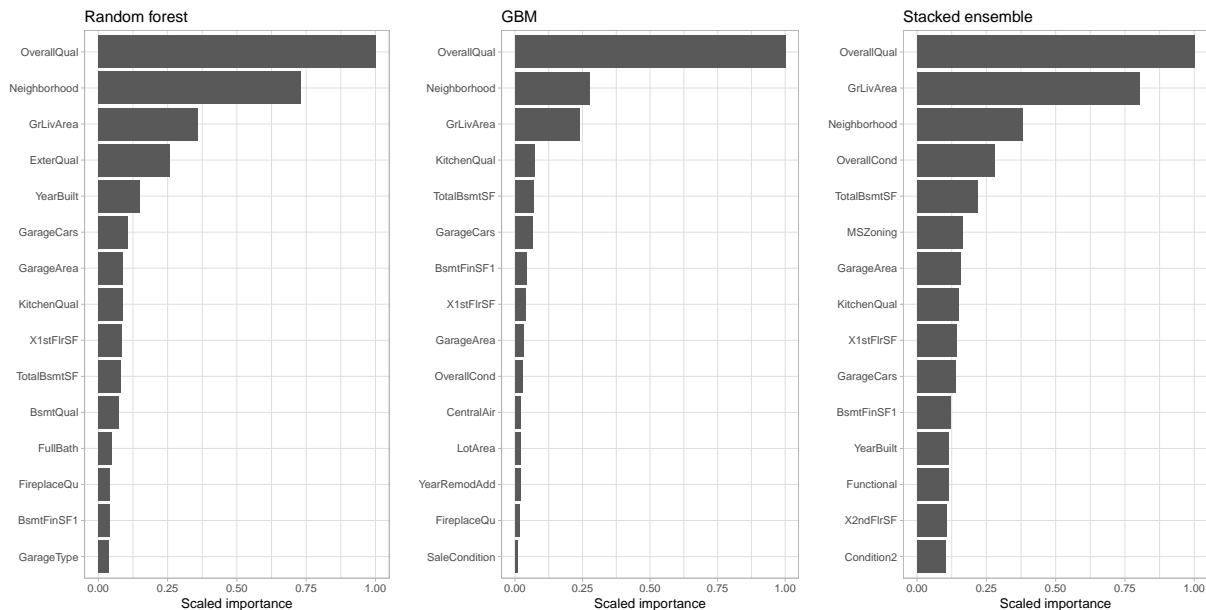 Random forest
OverallQual
Neighborhood
GrLivArea
ExterQual
YearBuilt
GarageCars
GarageArea
KitchenQual
X1stFlrSF
TotalBsmtSF
BsmtQual
FullBath
FireplaceQu
BsmtFinSF1
GarageType
0.00 0.25 0.50 0.75 1.00
Scaled importance
GBM
OverallQual
Neighborhood
GrLivArea
KitchenQual
TotalBsmtSF
GarageCars
BsmtFinSF1
X1stFlrSF
GarageArea
OverallCond
CentralAir
LotArea
YearRemodAdd
FireplaceQu
SaleCondition
0.00 0.25 0.50 0.75 1.00
Scaled importance
Stacked ensemble
OverallQual
GrLivArea
Neighborhood
OverallCond
TotalBsmtSF
MSZoning
GarageArea
KitchenQual
X1stFlrSF
GarageCars
BsmtFinSF1
YearBuilt
Functional
X2ndFlrSF
Condition2
0.00 0.25 0.50 0.75 1.00
Scaled importance